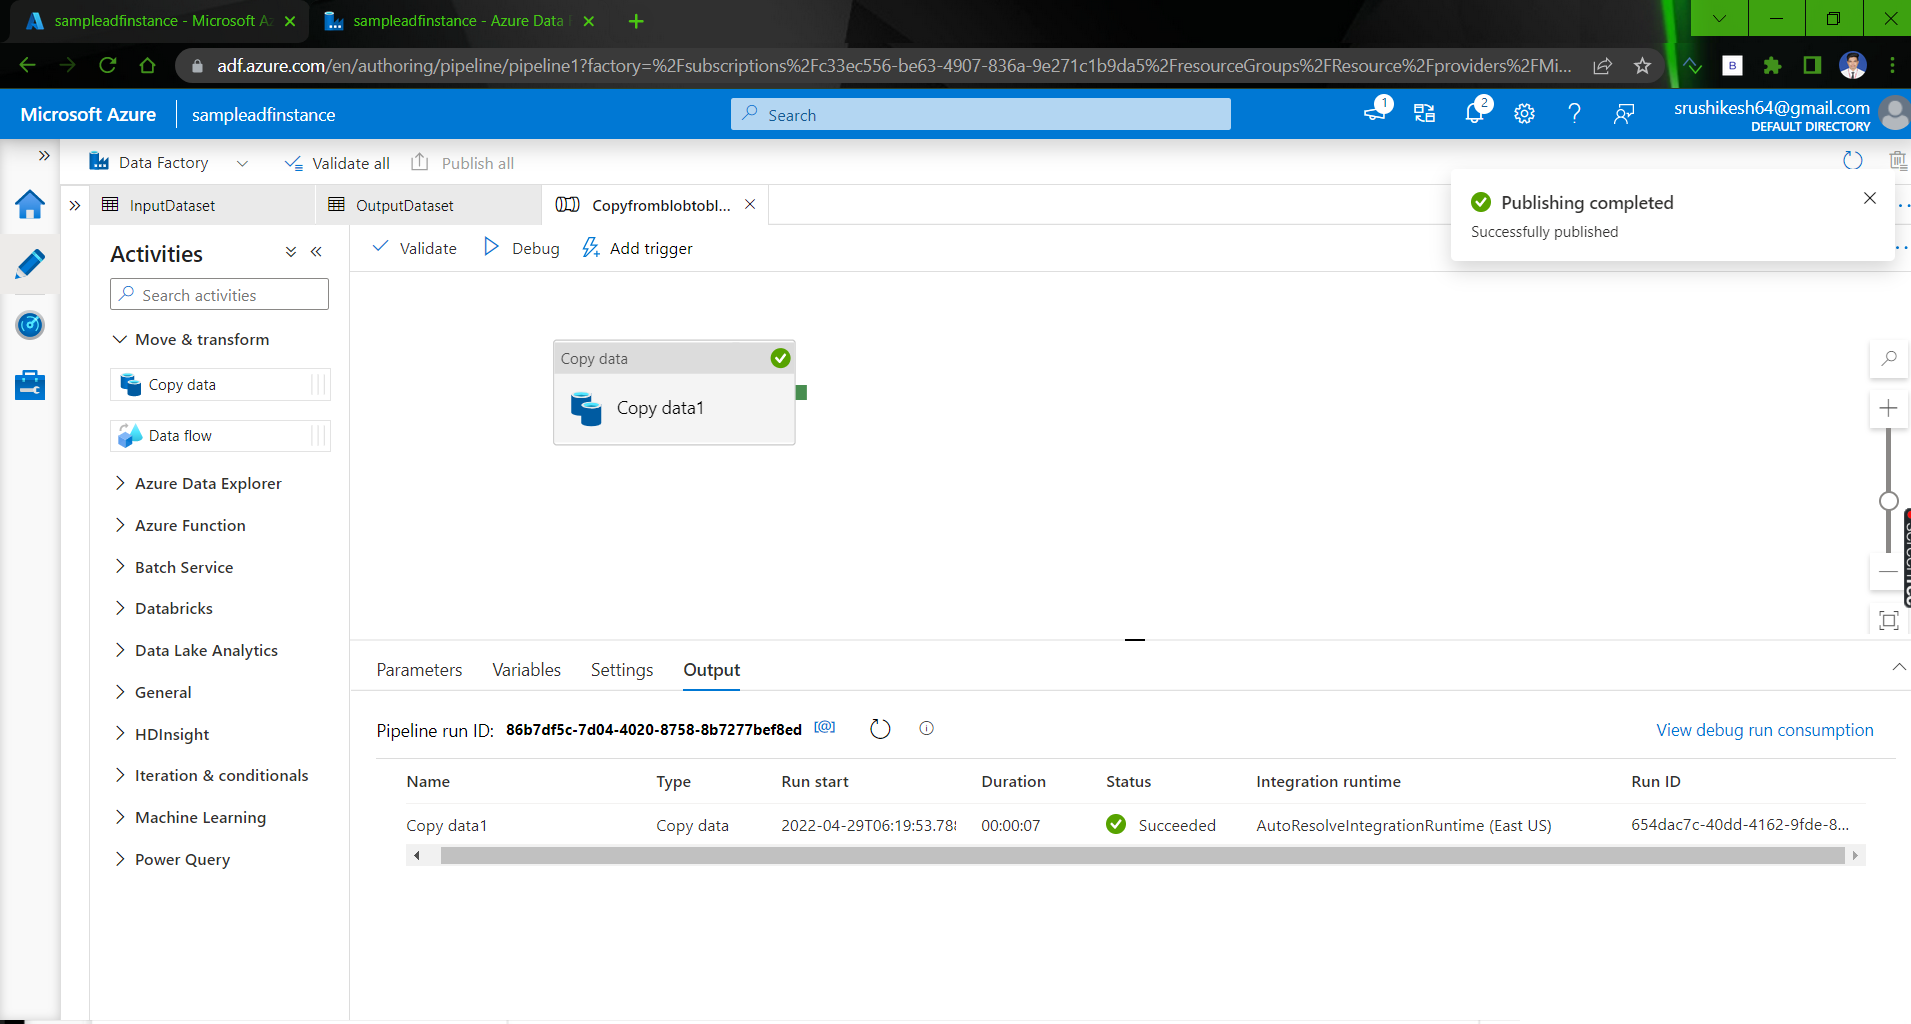 sampleadfinstance - Microsoft Az
sampleadfinstance - Azure Data
adf.azure.com/en/authoring/pipeline/pipeline1?factory=%2Fsubscriptions%2Fc33ec556-be63-4907-836a-9e271c1b9da5%2FresourceGroups%2FResource%2Fproviders%2FMi...
B
Microsoft Azure
sampleadfinstance
Search
1
2
srushikesh64@gmail.com
DEFAULT DIRECTORY
Data Factory
Validate all
Publish all
InputDataset
OutputDataset
Copyfromblobtobl...
Publishing completed
Successfully published
Activities
Validate
Debug
Add trigger
Search activities
Move & transform
Copy data
Data flow
Azure Data Explorer
Azure Function
Batch Service
Databricks
Data Lake Analytics
General
HDInsight
Iteration & conditionals
Machine Learning
Power Query
Copy data
Copy data1
Parameters
Variables
Settings
Output
Pipeline run ID: 86b7df5c-7d04-4020-8758-8b7277bef8ed
View debug run consumption
Name Type Run start Duration Status Integration runtime Run ID
Copy data1 Copy data 2022-04-29T06:19:53.788 00:00:07 Succeeded AutoResolveIntegrationRuntime (East US) 654dac7c-40dd-4162-9fde-8...